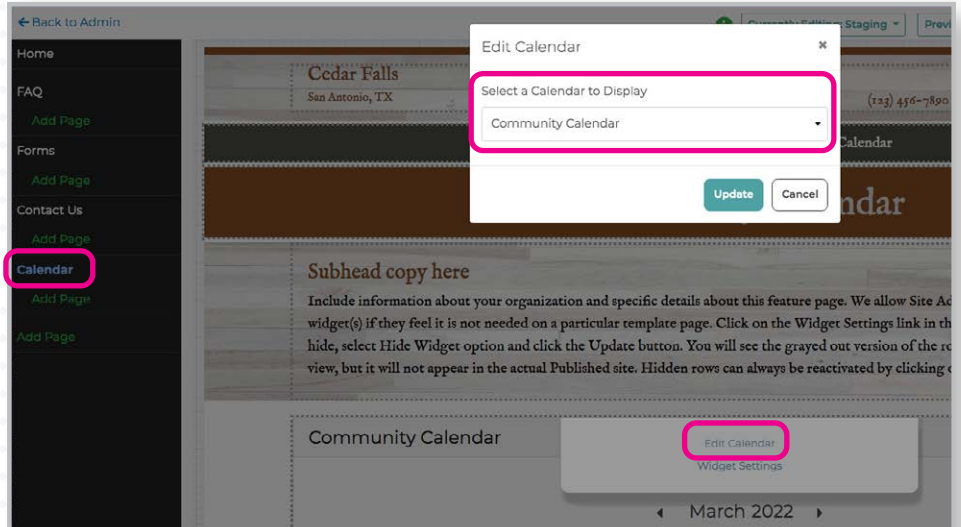 ← Back to Admin
Currently Editing: Staging
Home
FAQ
Add Page
Forms
Add Page
Contact Us
Add Page
Calendar
Add Page
Add Page
Cedar Falls
San Antonio, TX
(123) 456-7890
Calendar
Edit Calendar
×
Select a Calendar to Display
Community Calendar
Update
Cancel
Subhead copy here
Include information about your organization and specific details about this feature page. We allow Site
widget(s) if they feel it is not needed on a particular template page. Click on the Widget Settings link in
hide, select Hide Widget option and click the Update button. You will see the grayed out version of the
view, but it will not appear in the actual Published site. Hidden rows can always be reactivated by clicking
Community Calendar
Edit Calendar
Widget Settings
March 2022